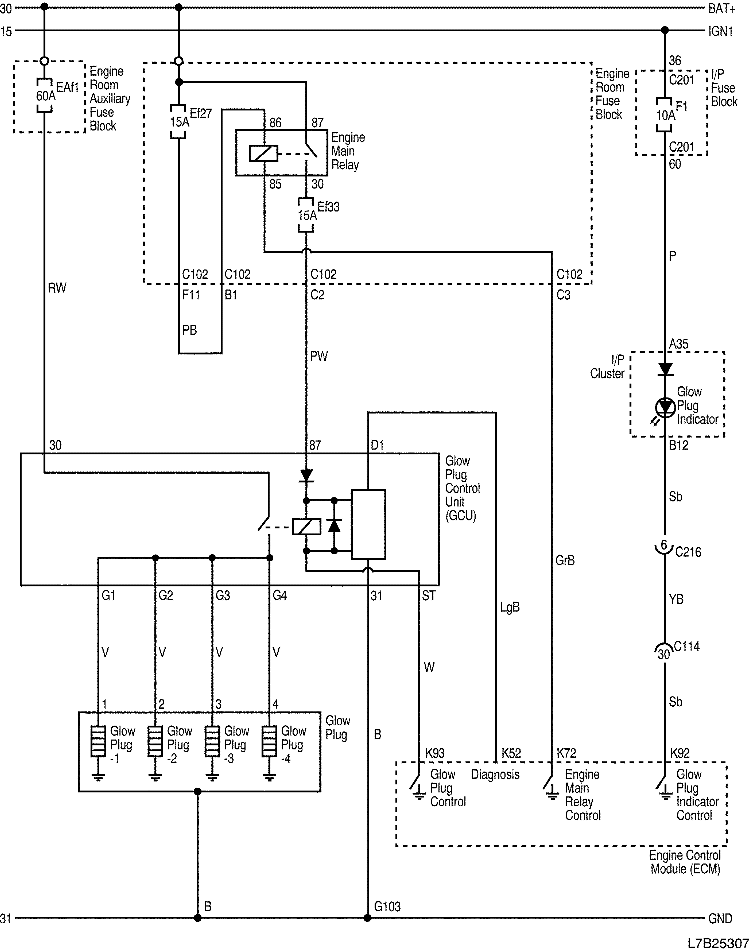 30 BAT+
15 IGN1
36
C201
I/P
Fuse
Block
F1
10A
C201
60
EAf1
60A
Engine
Room
Auxiliary
Fuse
Block
Ef27
15A
86 87
Engine
Main
Relay
85 30
Ef33
15A
Engine
Room
Fuse
Block
C102 C102 C102 C102
F11 B1 C2 C3
RW
PB
PW
P
A35
I/P
Cluster
Glow
Plug
Indicator
B12
30 87 D1
Glow
Plug
Control
Unit
(GCU)
Sb
6 C216
GrB
G1 G2 G3 G4 31 ST
LgB
YB
C114
30
V V V V W
Sb
1 2 3 4
Glow
Plug
Glow
Plug
-1
Glow
Plug
-2
Glow
Plug
-3
Glow
Plug
-4
B
K93 K52 K72 K92
Glow
Plug
Control
Diagnosis
Engine
Main
Relay
Control
Glow
Plug
Indicator
Control
Engine Control
Module (ECM)
B G103
31 GND
L7B25307